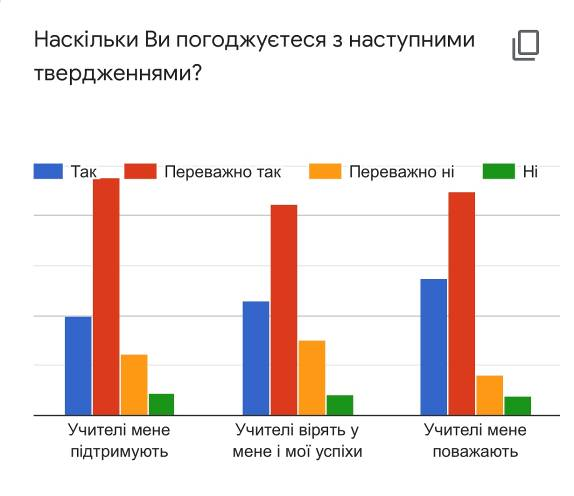 Наскільки Ви погоджуєтеся з наступними
твердженнями?
Так Переважно так Переважно ні Ні
Учителі мене
підтримують
Учителі вірять у
мене і мої успіхи
Учителі мене
поважають